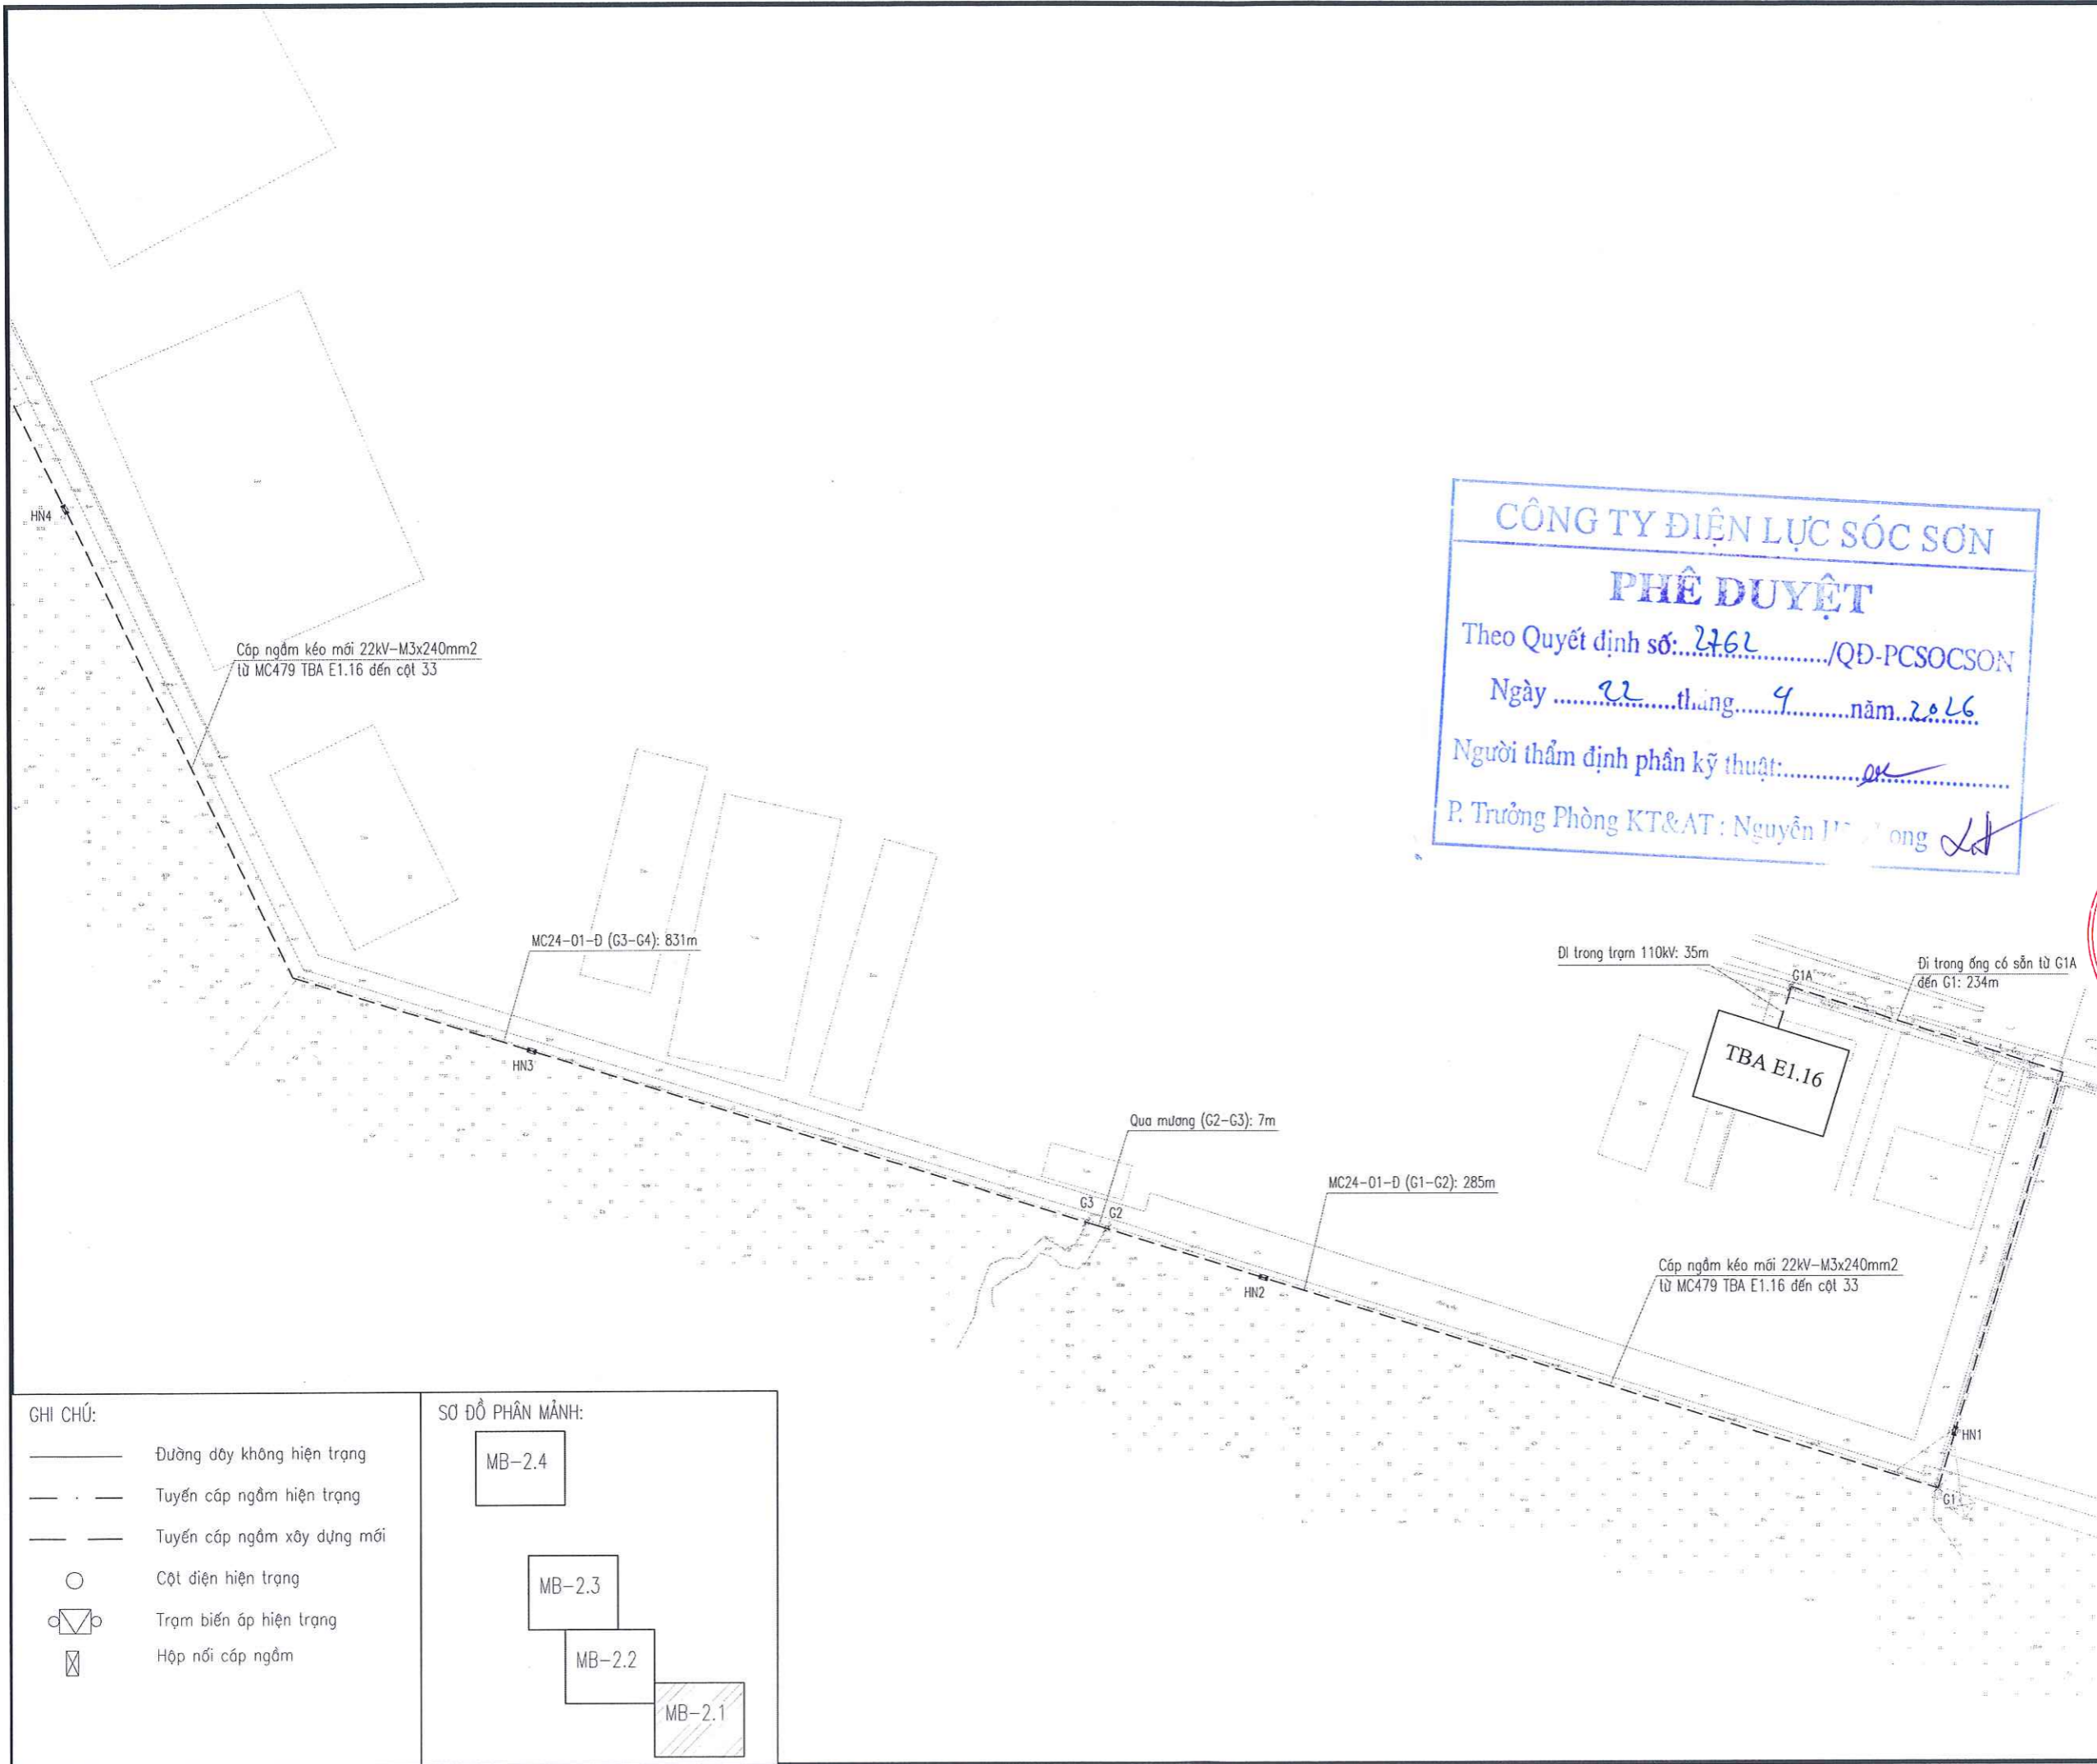 HN4
Cáp ngầm kéo mới 22kV-M3x240mm2
từ MC479 TBA E1.16 đến cột 33
CÔNG TY ĐIỆN LỰC SÓC SƠN
PHÊ DUYỆT
Theo Quyết định số: 2762 /QĐ-PCSOCSON
Ngày 22 tháng 4 năm 2026
Người thẩm định phần kỹ thuật:
P. Trưởng Phòng KT&AT : Nguyễn
MC24-01-Đ (G3-G4): 831m
HN3
Đi trong trạm 110kV: 35m
G1A
Đi trong ống có sẵn từ G1A
đến G1: 234m
TBA E1.16
Qua mương (G2-G3): 7m
G3
G2
MC24-01-Đ (G1-G2): 285m
HN2
Cáp ngầm kéo mới 22kV-M3x240mm2
từ MC479 TBA E1.16 đến cột 33
HN1
G1
GHI CHÚ:
Đường dây không hiện trạng
Tuyến cáp ngầm hiện trạng
Tuyến cáp ngầm xây dựng mới
Cột điện hiện trạng
Trạm biến áp hiện trạng
Hộp nối cáp ngầm
SƠ ĐỒ PHÂN MẢNH:
MB-2.4
MB-2.3
MB-2.2
MB-2.1